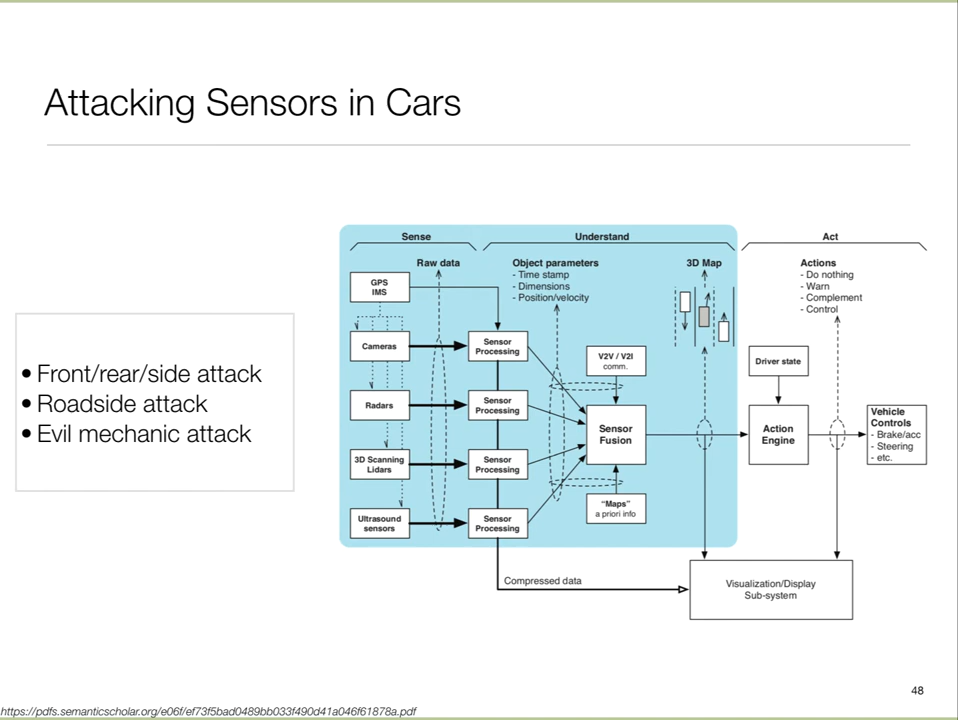 Attacking Sensors in Cars
• Front/rear/side attack
• Roadside attack
• Evil mechanic attack
Sense
Understand
Act
Raw data
Object parameters
- Time stamp
- Dimensions
- Position/velocity
3D Map
Actions
- Do nothing
- Warn
- Complement
- Control
GPS
IMS
Cameras
Sensor
Processing
V2V / V2I
comm.
Driver state
Radars
Sensor
Processing
Sensor
Fusion
Action
Engine
Vehicle
Controls
- Brake/acc
- Steering
- etc.
3D Scanning
Lidars
Sensor
Processing
"Maps"
a priori info
Ultrasound
sensors
Sensor
Processing
Compressed data
Visualization/Display
Sub-system
48
https://pdfs.semanticscholar.org/e06f/ef73f5bad0489bb033f490d41a046f61878a.pdf